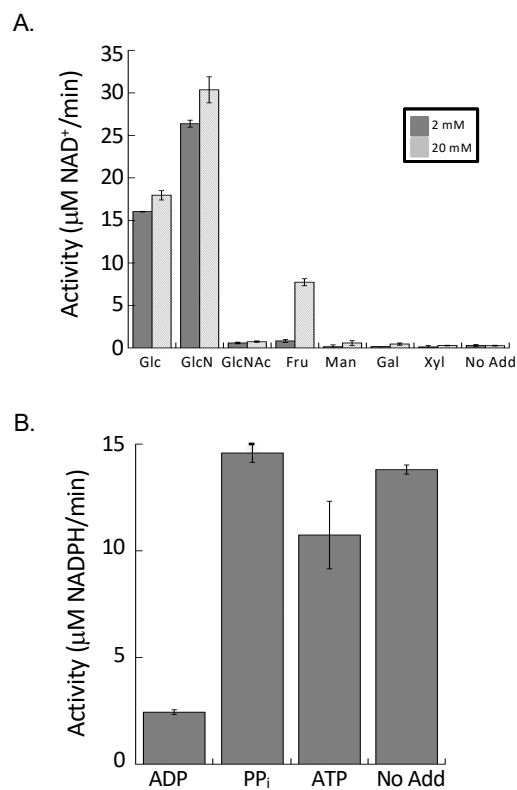 A.
Activity (μM NAD⁺/min)
35
30
25
20
15
10
5
0
2 mM
20 mM
Glc GlcN GlcNAc Fru Man Gal Xyl No Add
B.
Activity (μM NADPH/min)
15
10
5
0
ADP PPᵢ ATP No Add